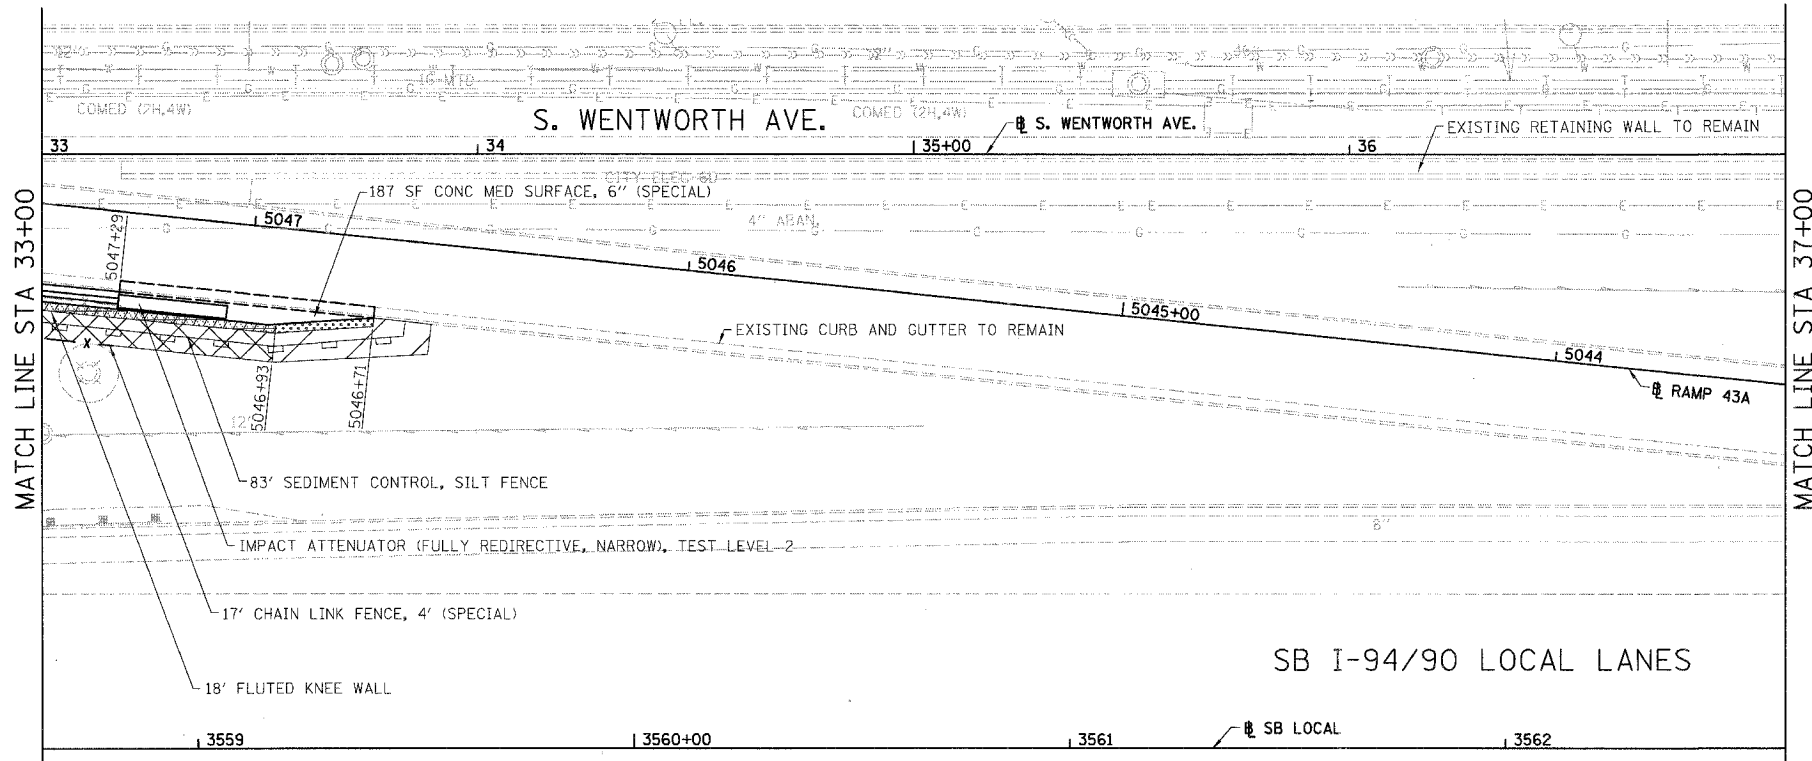 COMED (2H,4W)
S. WENTWORTH AVE.
COMED (2H,4W)
℄ S. WENTWORTH AVE.
EXISTING RETAINING WALL TO REMAIN
33
34
35+00
36
187 SF CONC MED SURFACE, 6" (SPECIAL)
4" ABAN.
MATCH LINE STA 33+00
MATCH LINE STA 37+00
5047+29
5047
5046
5045+00
5044
EXISTING CURB AND GUTTER TO REMAIN
℄ RAMP 43A
5046+93
5046+71
12"
83' SEDIMENT CONTROL, SILT FENCE
6"
IMPACT ATTENUATOR (FULLY REDIRECTIVE, NARROW), TEST LEVEL 2
17' CHAIN LINK FENCE, 4' (SPECIAL)
SB I-94/90 LOCAL LANES
18' FLUTED KNEE WALL
3559
3560+00
3561
℄ SB LOCAL
3562